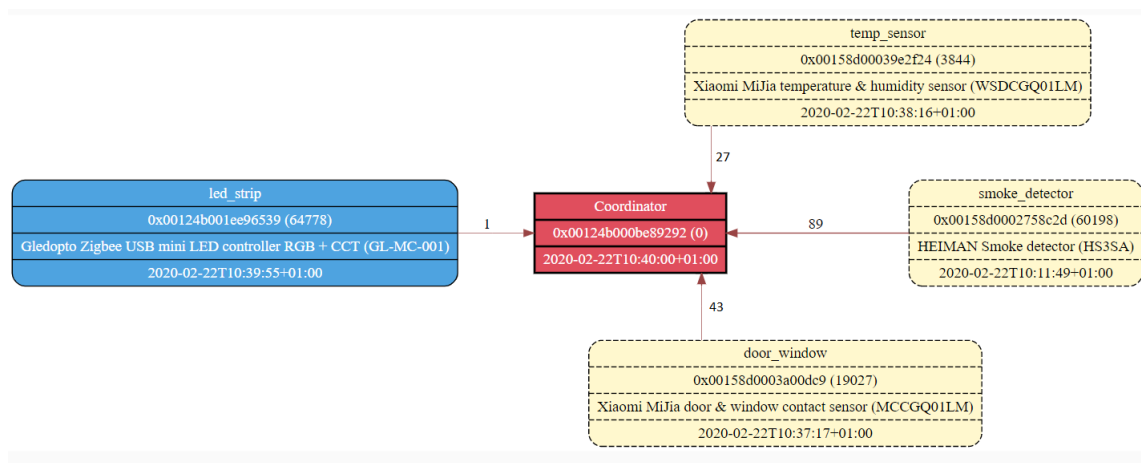 temp_sensor
0x00158d00039e2f24 (3844)
Xiaomi MiJia temperature & humidity sensor (WSDCGQ01LM)
2020-02-22T10:38:16+01:00
27
led_strip
0x00124b001ee96539 (64778)
Gledopto Zigbee USB mini LED controller RGB + CCT (GL-MC-001)
2020-02-22T10:39:55+01:00
1
Coordinator
0x00124b000be89292 (0)
2020-02-22T10:40:00+01:00
89
smoke_detector
0x00158d0002758c2d (60198)
HEIMAN Smoke detector (HS3SA)
2020-02-22T10:11:49+01:00
43
door_window
0x00158d0003a00dc9 (19027)
Xiaomi MiJia door & window contact sensor (MCCGQ01LM)
2020-02-22T10:37:17+01:00